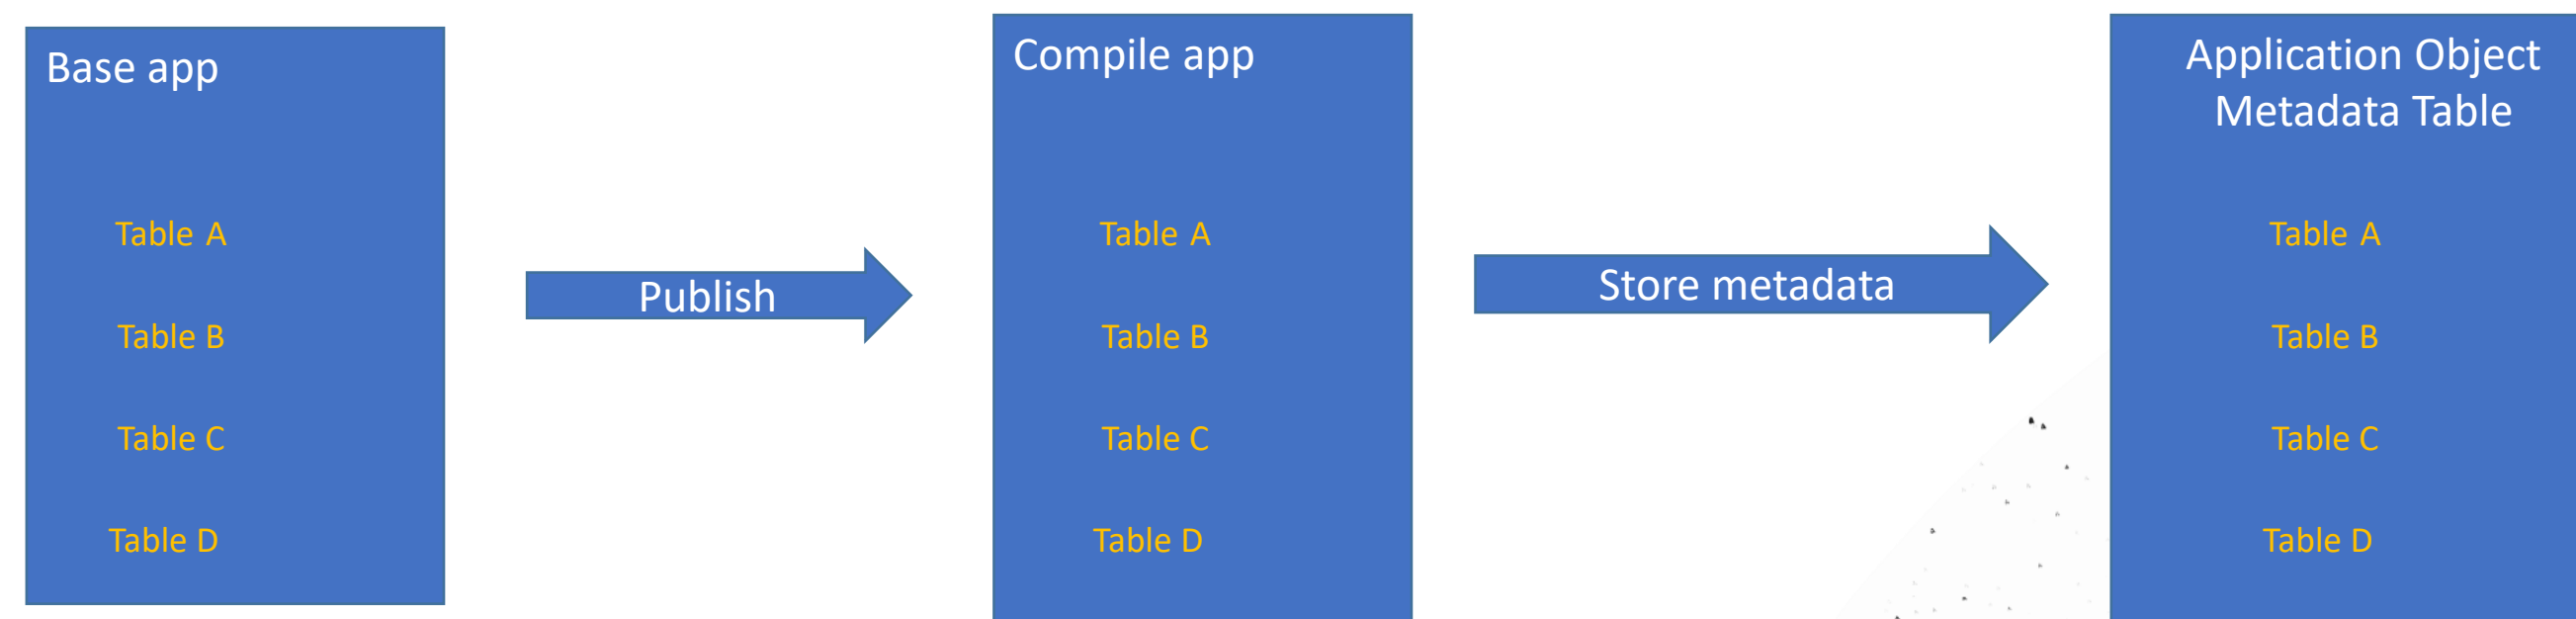 Base app
Table A
Table B
Table C
Table D
Publish
Compile app
Table A
Table B
Table C
Table D
Store metadata
Application Object
Metadata Table
Table A
Table B
Table C
Table D